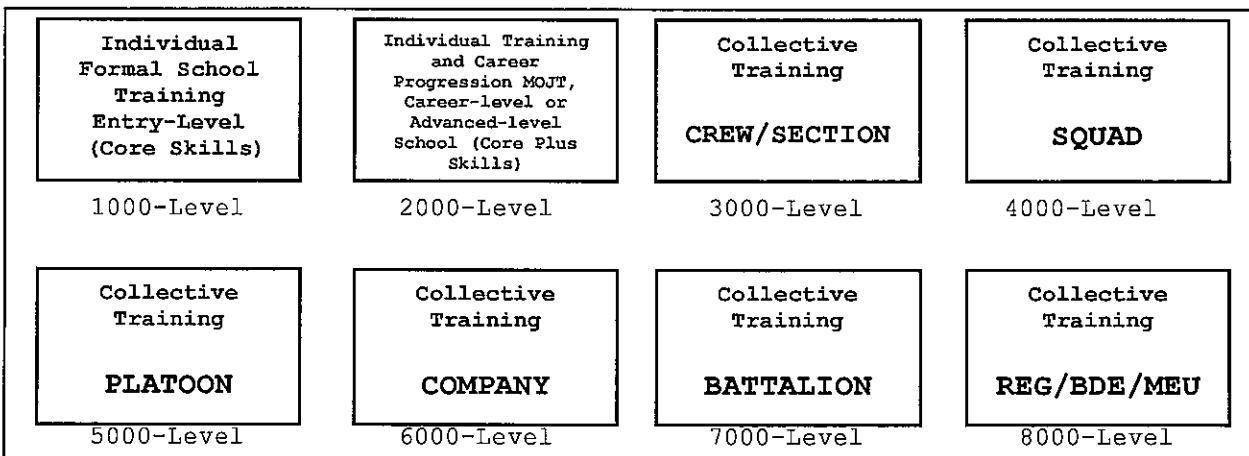 Individual
Formal School
Training
Entry-Level
(Core Skills)
1000-Level
Individual Training
and Career
Progression MOJT,
Career-level or
Advanced-level
School (Core Plus
Skills)
2000-Level
Collective
Training
CREW/SECTION
3000-Level
Collective
Training
SQUAD
4000-Level
Collective
Training
PLATOON
5000-Level
Collective
Training
COMPANY
6000-Level
Collective
Training
BATTALION
7000-Level
Collective
Training
REG/BDE/MEU
8000-Level